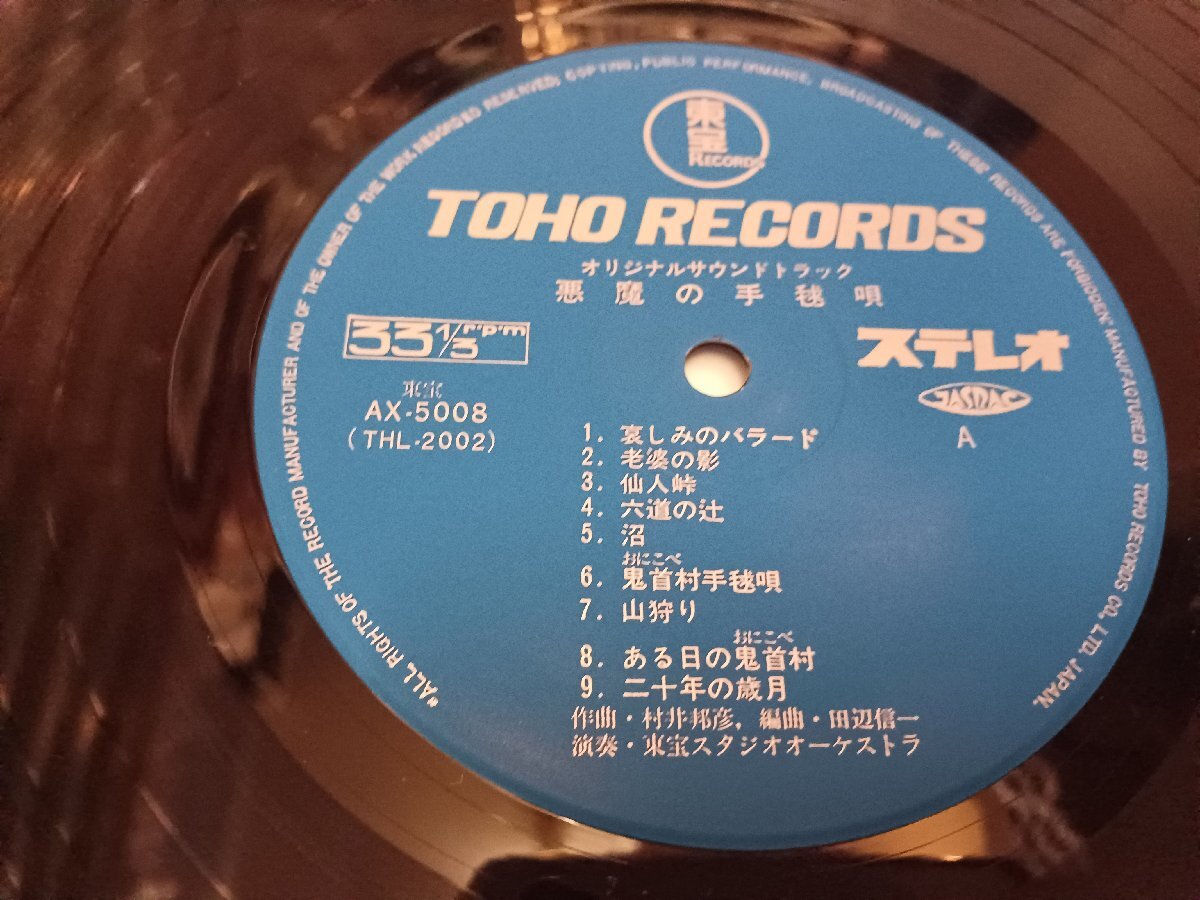 *ALL RIGHTS OF THE RECORD MANUFACTURER AND OF THE OWNER OF THE WORK RECORDED RESERVED; COPYING, PUBLIC PERFORMANCE, BROADCASTING OF THESE RECORDS ARE FORBIDDEN* MANUFACTURED BY TOHO RECORDS CO., LTD. JAPAN.
東宝
RECORDS
TOHO RECORDS
オリジナルサウンドトラック
悪魔の手毬唄
33 1/3 r·p·m
ステレオ
JASRAC
AX-5008
(THL-2002)
A
1. 哀しみのバラード
2. 老婆の影
3. 仙人峠
4. 六道の辻
5. 沼
おにこべ
6. 鬼首村手毬唄
7. 山狩り
おにこべ
8. ある日の鬼首村
9. 二十年の歳月
作曲・村井邦彦, 編曲・田辺信一
演奏・東宝スタジオオーケストラ